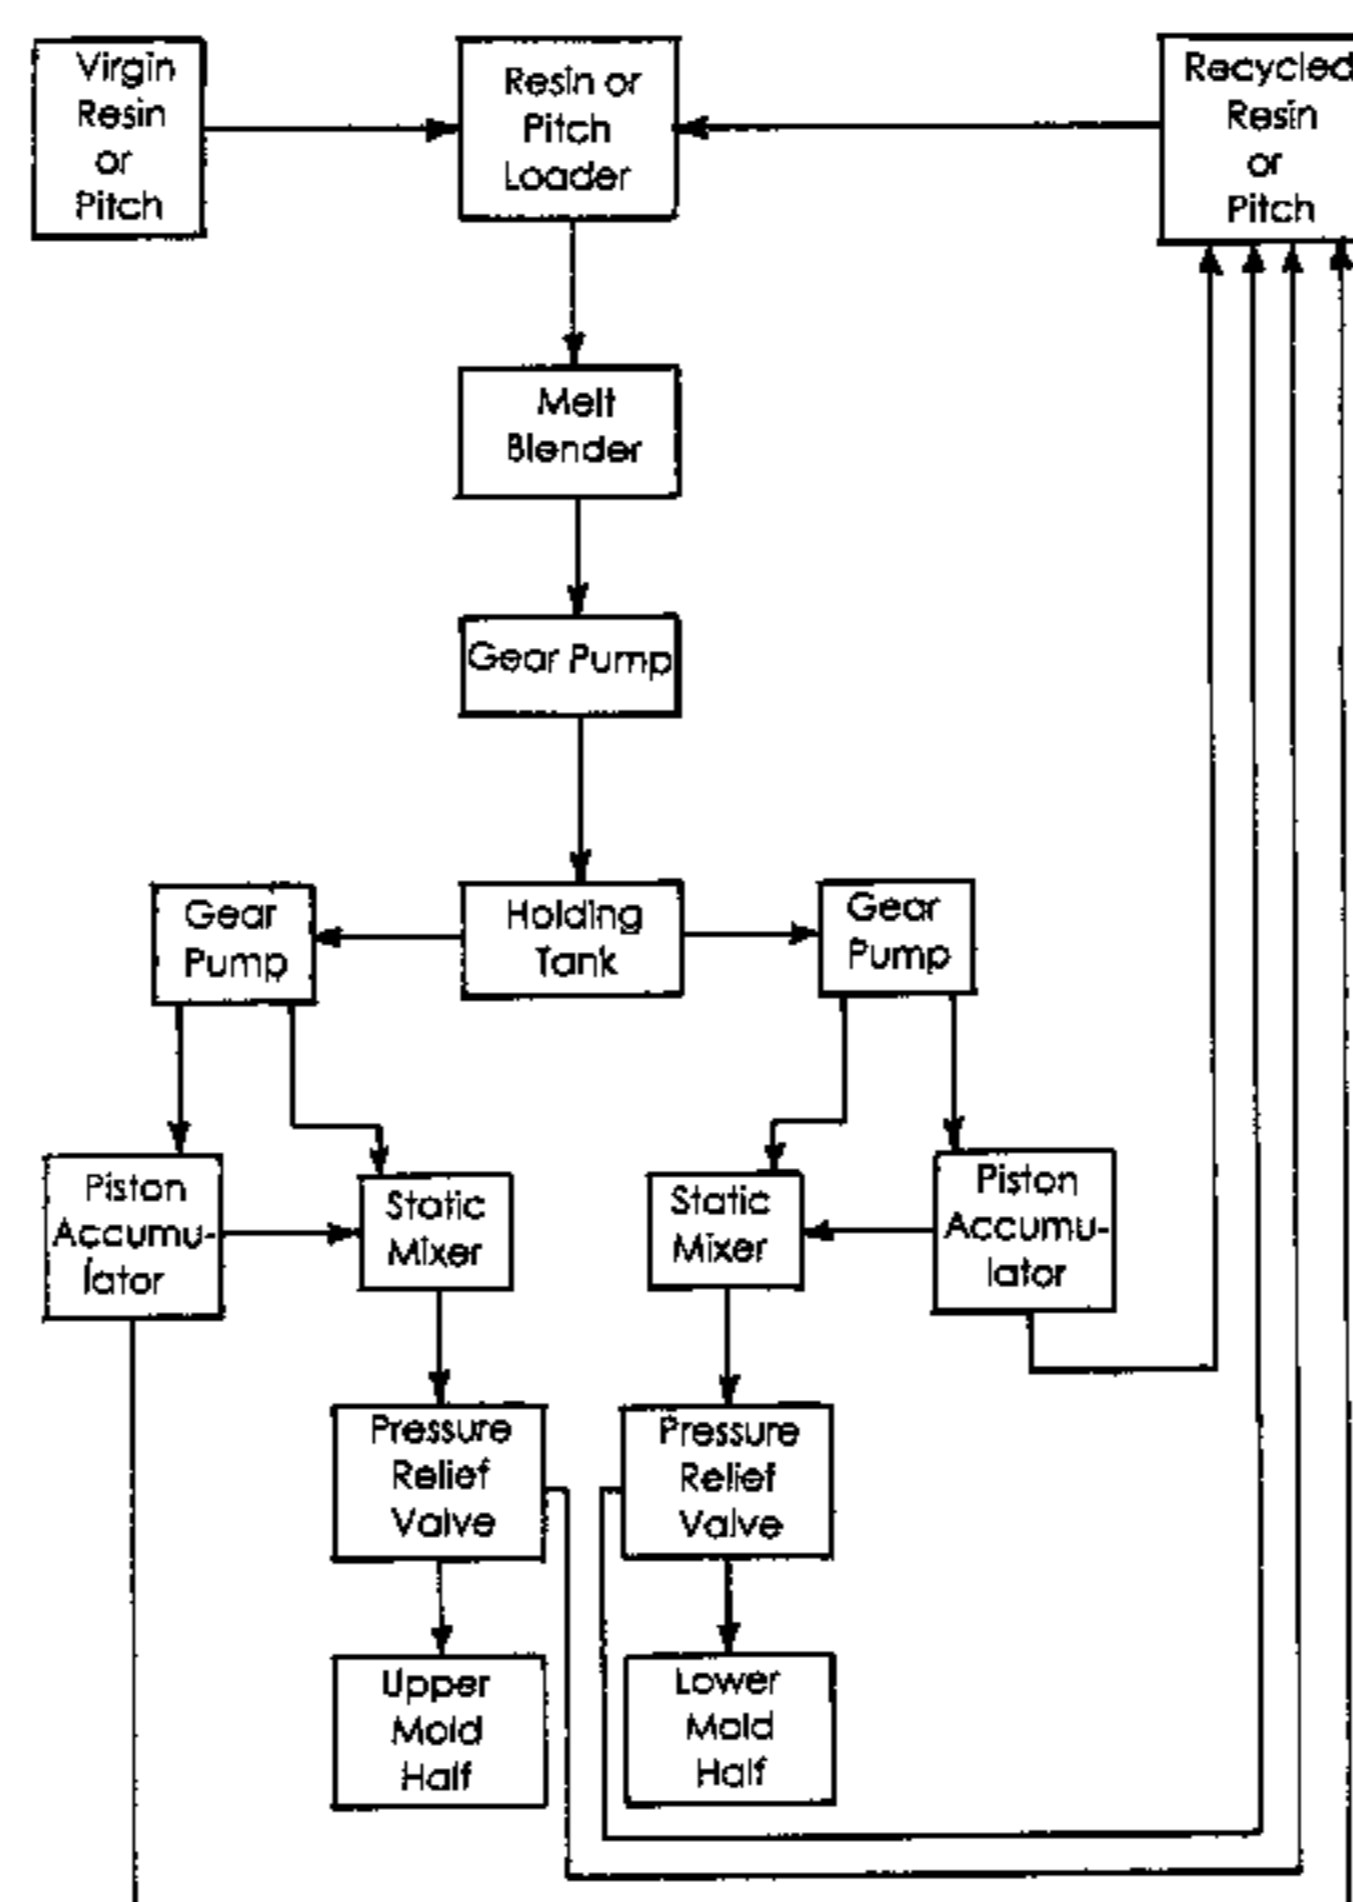 Virgin
Resin
or
Pitch
Resin or
Pitch
Loader
Recycled
Resin
or
Pitch
Melt
Blender
Gear Pump
Gear
Pump
Holding
Tank
Gear
Pump
Piston
Accumu-
lator
Static
Mixer
Static
Mixer
Piston
Accumu-
lator
Pressure
Relief
Valve
Pressure
Relief
Valve
Upper
Mold
Half
Lower
Mold
Half